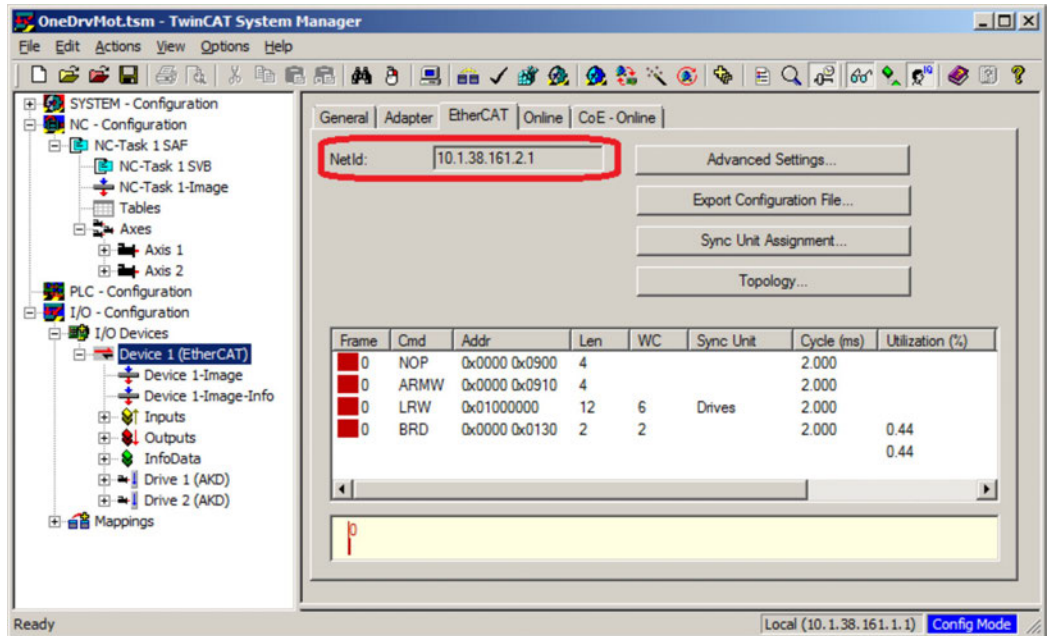 OneDrvMot.tsm - TwinCAT System Manager
File Edit Actions View Options Help
SYSTEM - Configuration
NC - Configuration
NC-Task 1 SAF
NC-Task 1 SVB
NC-Task 1-Image
Tables
Axes
Axis 1
Axis 2
PLC - Configuration
I/O - Configuration
I/O Devices
Device 1 (EtherCAT)
Device 1-Image
Device 1-Image-Info
Inputs
Outputs
InfoData
Drive 1 (AKD)
Drive 2 (AKD)
Mappings
General Adapter EtherCAT Online CoE - Online
NetId: 10.1.38.161.2.1
Advanced Settings...
Export Configuration File...
Sync Unit Assignment...
Topology...
Frame Cmd Addr Len WC Sync Unit Cycle (ms) Utilization (%)
0 NOP 0x0000 0x0900 4 2.000
0 ARMW 0x0000 0x0910 4 2.000
0 LRW 0x01000000 12 6 Drives 2.000
0 BRD 0x0000 0x0130 2 2 2.000 0.44
0.44
0
Ready
Local (10.1.38.161.1.1) Config Mode